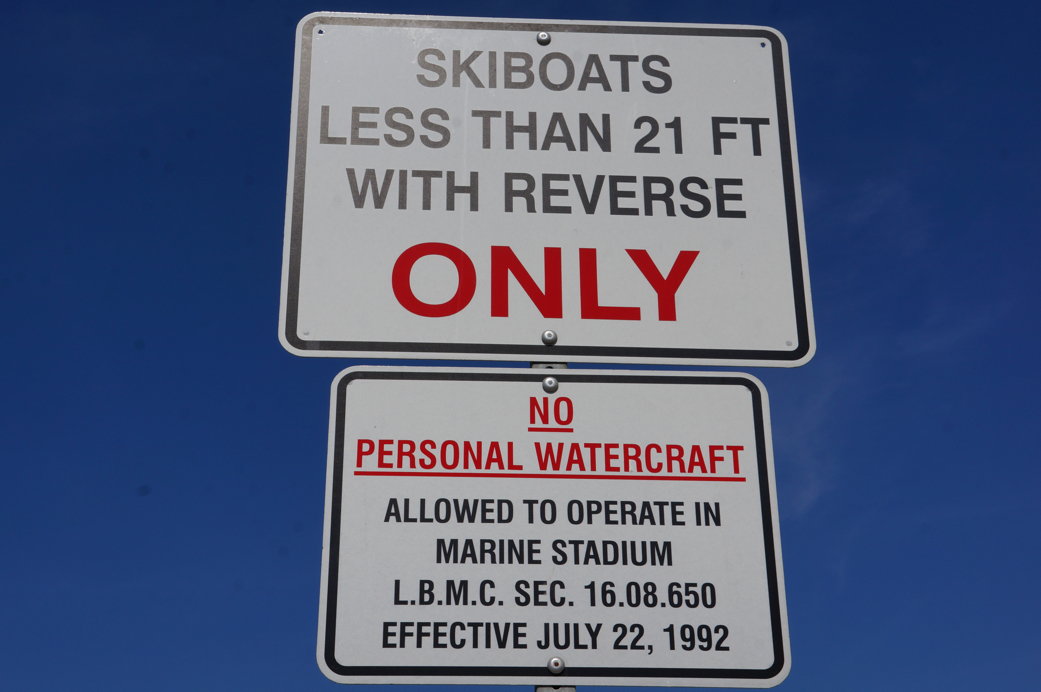 SKIBOATS
LESS THAN 21 FT
WITH REVERSE
ONLY
NO
PERSONAL WATERCRAFT
ALLOWED TO OPERATE IN
MARINE STADIUM
L.B.M.C. SEC. 16.08.650
EFFECTIVE JULY 22, 1992